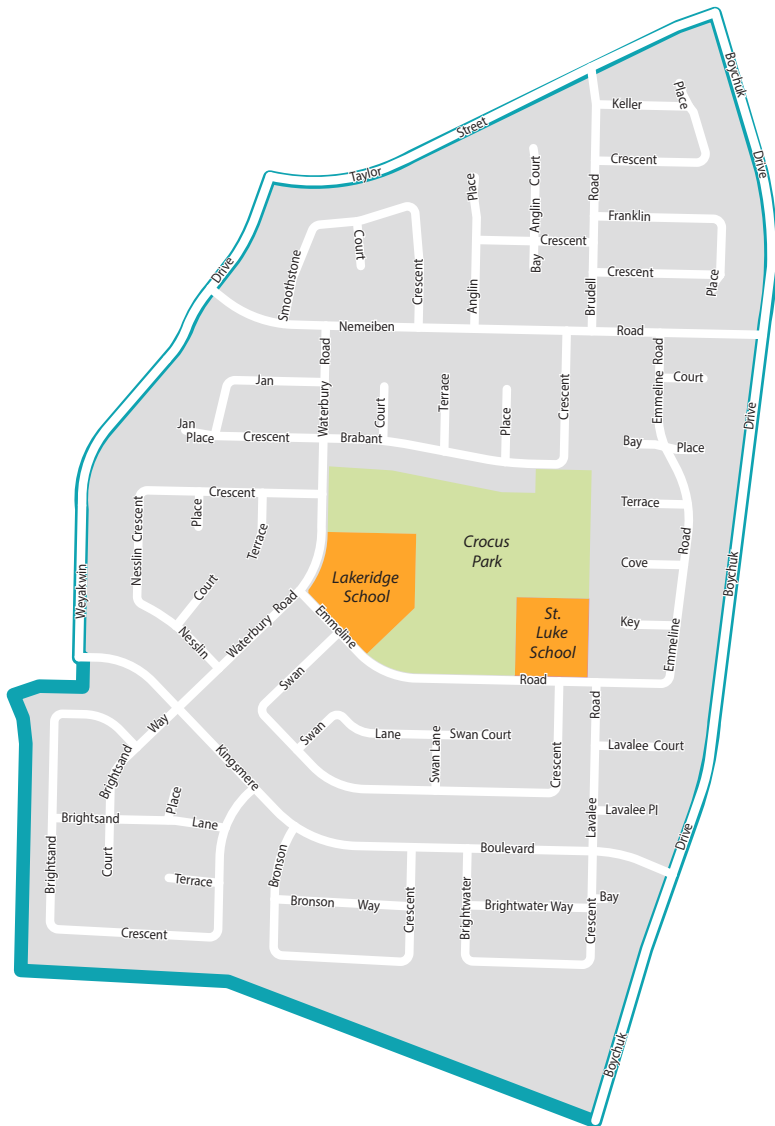 Boychuk
Drive
Street
Taylor
Drive
Weyakwin
Keller
Place
Crescent
Road
Franklin
Crescent
Place
Brudell
Anglin Court
Bay
Crescent
Place
Anglin
Smoothstone
Court
Crescent
Nemeiben
Road
Road
Waterbury
Jan
Jan
Place
Crescent
Brabant
Court
Terrace
Place
Crescent
Emmeline Road
Court
Bay
Place
Terrace
Road
Cove
Key
Emmeline
Drive
Boychuk
Crescent
Nesslin Crescent
Place
Terrace
Court
Nesslin
Waterbury Road
Crocus
Park
Lakeridge
School
St.
Luke
School
Emmeline
Road
Swan
Swan
Lane
Swan Court
Swan Lane
Crescent
Road
Lavalee Court
Lavalee Pl
Lavalee
Way
Kingsmere
Boulevard
Drive
Brightsand
Brightsand
Place
Lane
Court
Brightsand
Terrace
Crescent
Bronson
Bronson Way
Crescent
Brightwater
Brightwater Way
Bay
Crescent
Boychuk